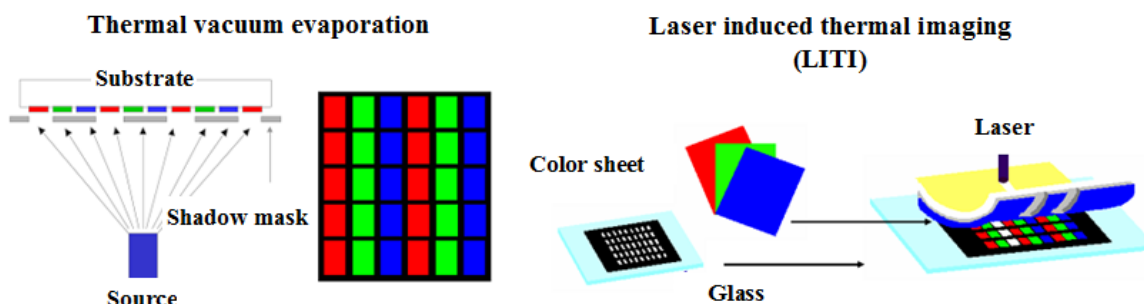 Thermal vacuum evaporation
Substrate
Shadow mask
Source
Laser induced thermal imaging
(LITI)
Laser
Color sheet
Glass